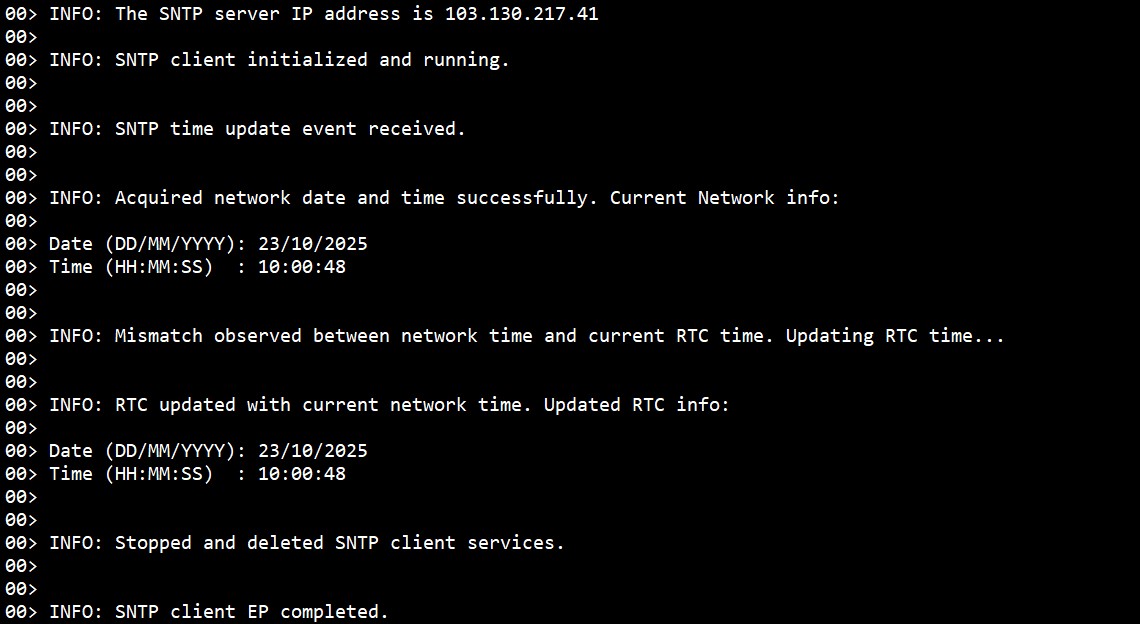 00> INFO: The SNTP server IP address is 103.130.217.41
00>
00> INFO: SNTP client initialized and running.
00>
00>
00> INFO: SNTP time update event received.
00>
00>
00> INFO: Acquired network date and time successfully. Current Network info:
00>
00> Date (DD/MM/YYYY): 23/10/2025
00> Time (HH:MM:SS)  : 10:00:48
00>
00>
00> INFO: Mismatch observed between network time and current RTC time. Updating RTC time...
00>
00>
00> INFO: RTC updated with current network time. Updated RTC info:
00>
00> Date (DD/MM/YYYY): 23/10/2025
00> Time (HH:MM:SS)  : 10:00:48
00>
00>
00> INFO: Stopped and deleted SNTP client services.
00>
00>
00> INFO: SNTP client EP completed.